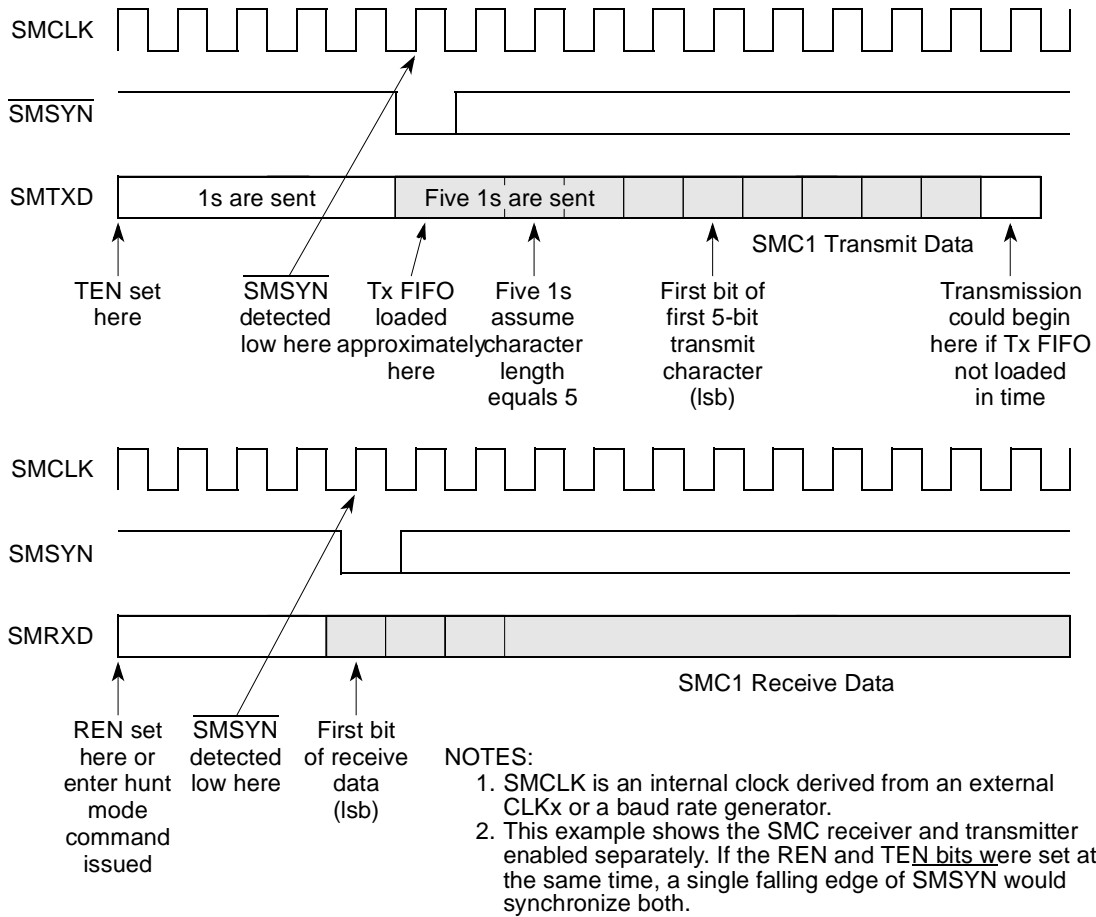 SMCLK
SMSYN
SMTXD
1s are sent
Five 1s are sent
SMC1 Transmit Data
TEN set
here
SMSYN
detected
low here
Tx FIFO
loaded
approximately
here
Five 1s
assume
character
length
equals 5
First bit of
first 5-bit
transmit
character
(lsb)
Transmission
could begin
here if Tx FIFO
not loaded
in time
SMCLK
SMSYN
SMRXD
SMC1 Receive Data
REN set
here or
enter hunt
mode
command
issued
SMSYN
detected
low here
First bit
of receive
data
(lsb)
NOTES:
1. SMCLK is an internal clock derived from an external
CLKx or a baud rate generator.
2. This example shows the SMC receiver and transmitter
enabled separately. If the REN and TEN bits were set at
the same time, a single falling edge of SMSYN would
synchronize both.